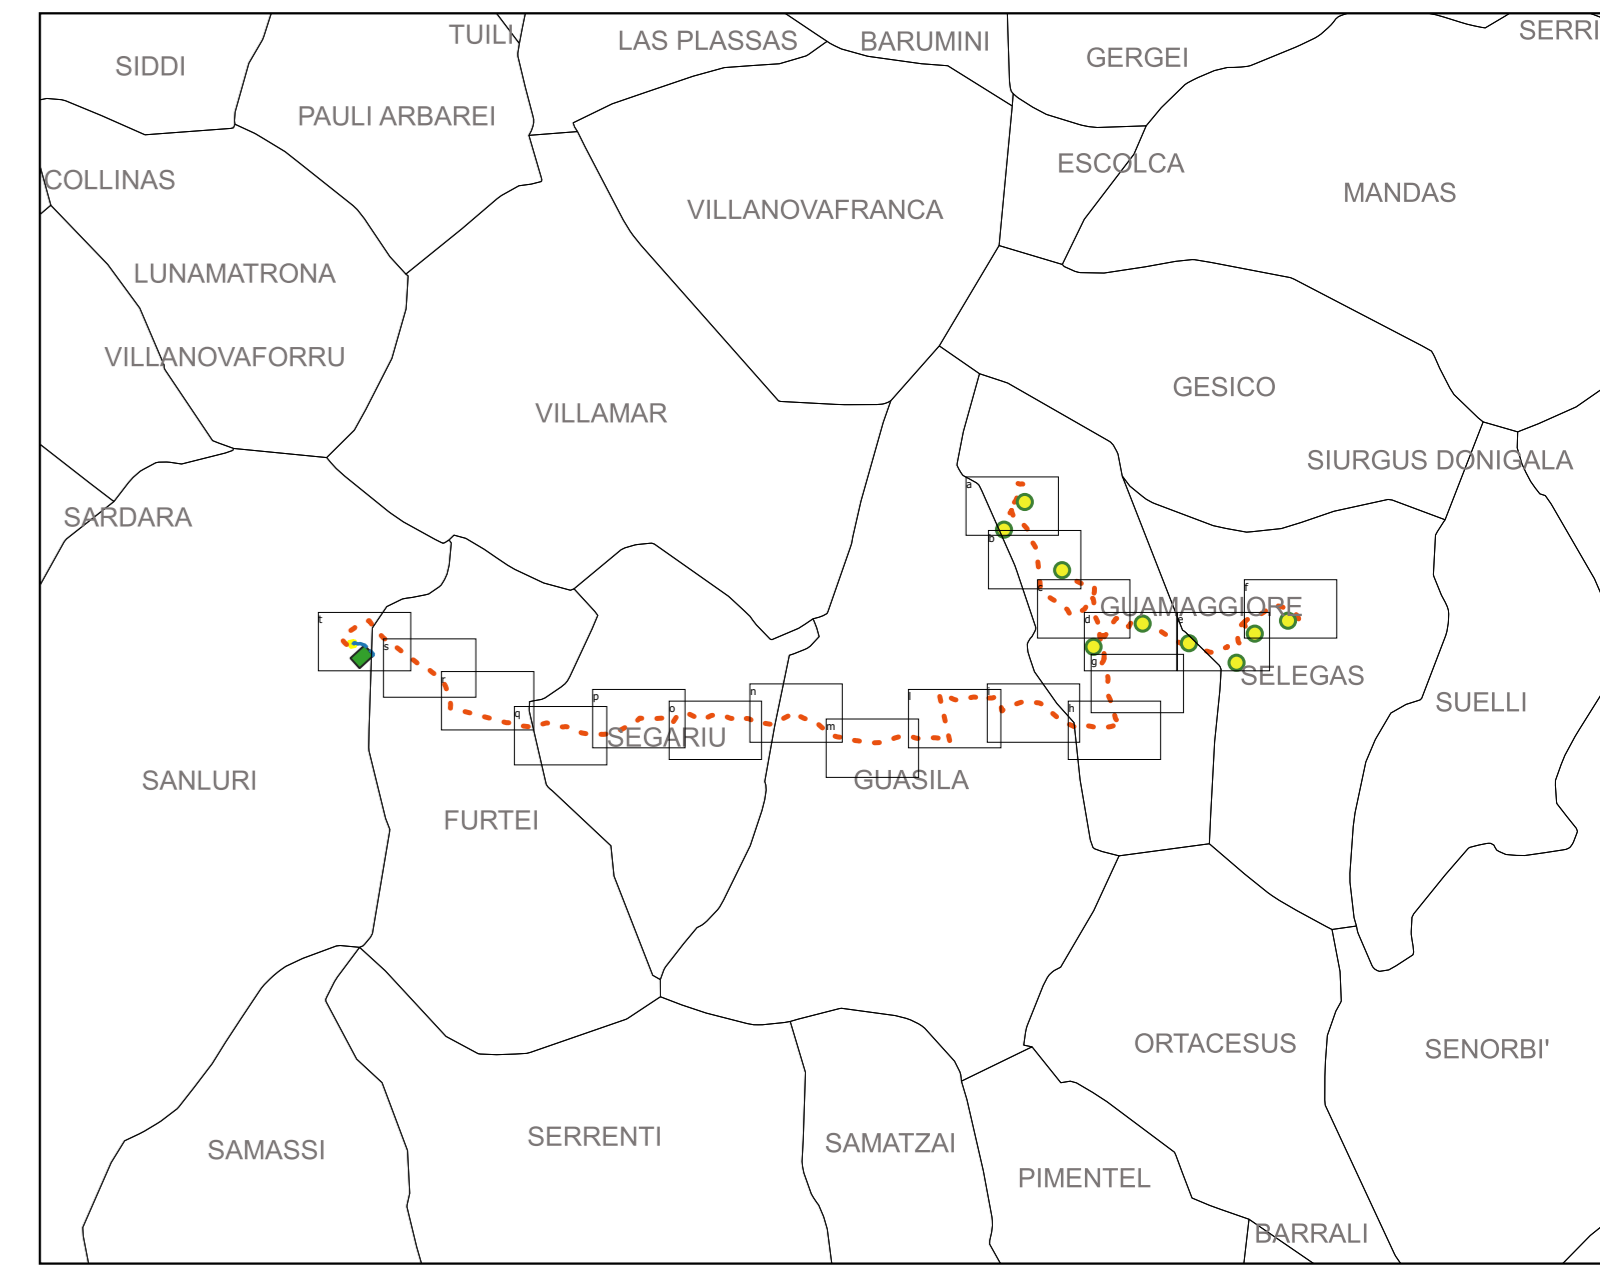 SERRI
TUILI
LAS PLASSAS
BARUMINI
GERGEI
SIDDI
PAULI ARBAREI
ESCOLCA
COLLINAS
MANDAS
VILLANOVAFRANCA
LUNAMATRONA
VILLANOVAFORRU
GESICO
VILLAMAR
SIURGUS DONIGALA
a
SARDARA
b
c
f
GUAMAGGIORE
t
d
e
s
g
SELEGAS
r
n
i
p
l
SUELLI
q
o
h
m
SEGARIU
SANLURI
GUASILA
FURTEI
ORTACESUS
SENORBI'
SERRENTI
SAMATZAI
SAMASSI
PIMENTEL
BARRALI